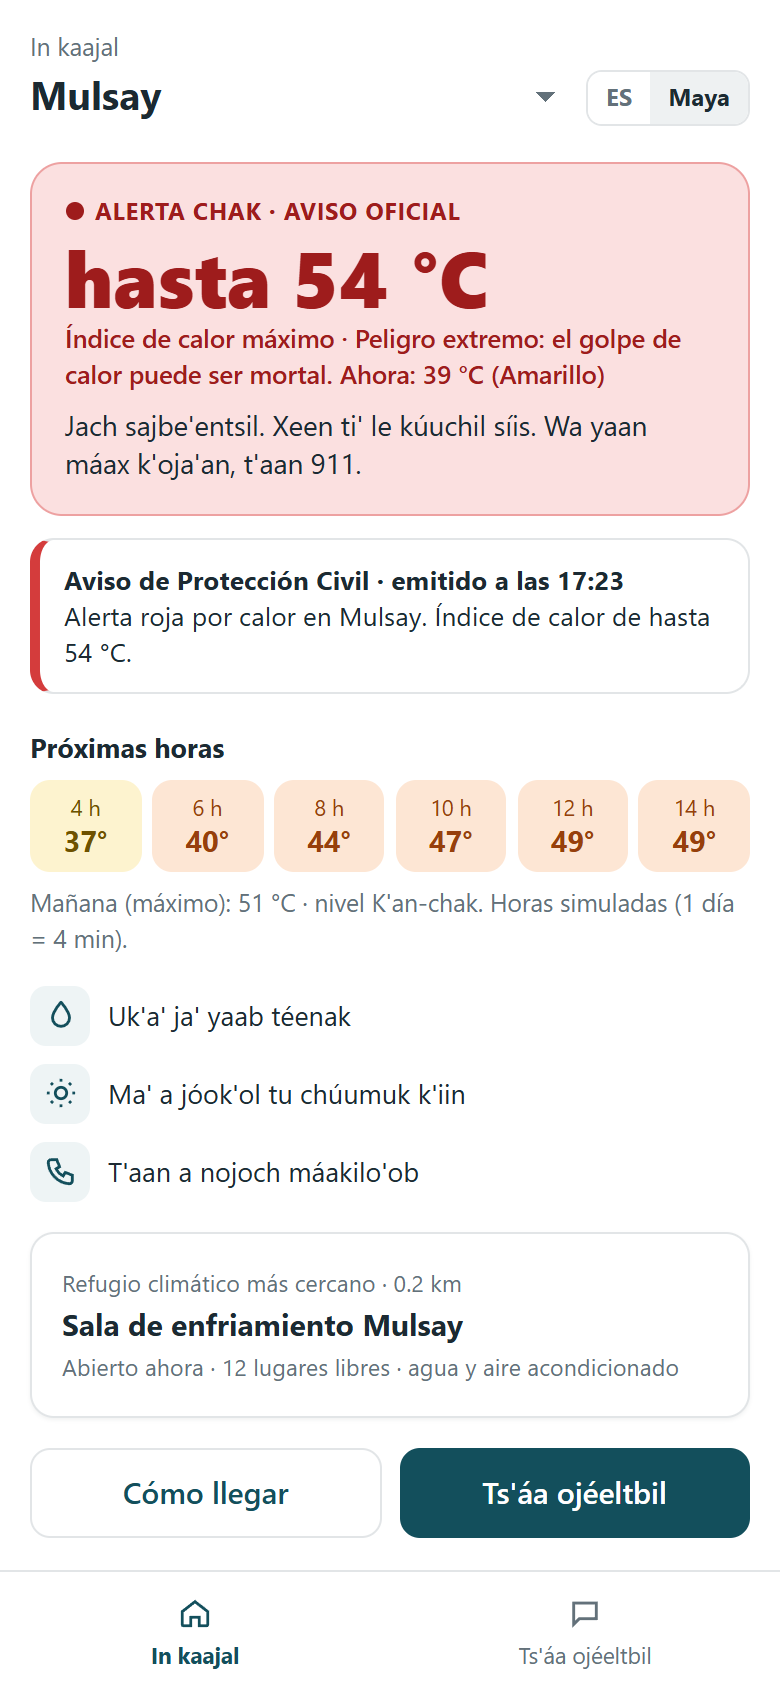 In kaajal
Mulsay
ES
Maya
ALERTA CHAK · AVISO OFICIAL
hasta 54 °C
Índice de calor máximo · Peligro extremo: el golpe de
calor puede ser mortal. Ahora: 39 °C (Amarillo)
Jach sajbe'entsil. Xeen ti' le kúuchil síis. Wa yaan
máax k'oja'an, t'aan 911.
Aviso de Protección Civil · emitido a las 17:23
Alerta roja por calor en Mulsay. Índice de calor de hasta
54 °C.
Próximas horas
4 h
37°
6 h
40°
8 h
44°
10 h
47°
12 h
49°
14 h
49°
Mañana (máximo): 51 °C · nivel K'an-chak. Horas simuladas (1 día
= 4 min).
Uk'a' ja' yaab téenak
Ma' a jóok'ol tu chúumuk k'iin
T'aan a nojoch máakilo'ob
Refugio climático más cercano · 0.2 km
Sala de enfriamiento Mulsay
Abierto ahora · 12 lugares libres · agua y aire acondicionado
Cómo llegar
Ts'áa ojéeltbil
In kaajal
Ts'áa ojéeltbil